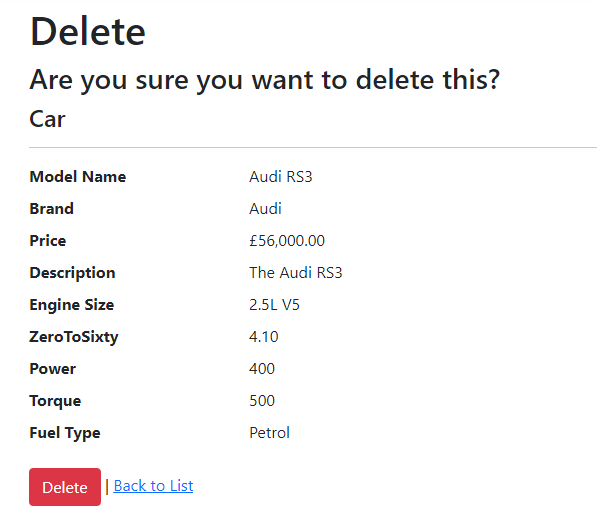 Delete
Are you sure you want to delete this?
Car
Model Name Audi RS3
Brand Audi
Price £56,000.00
Description The Audi RS3
Engine Size 2.5L V5
ZeroToSixty 4.10
Power 400
Torque 500
Fuel Type Petrol
Delete | Back to List